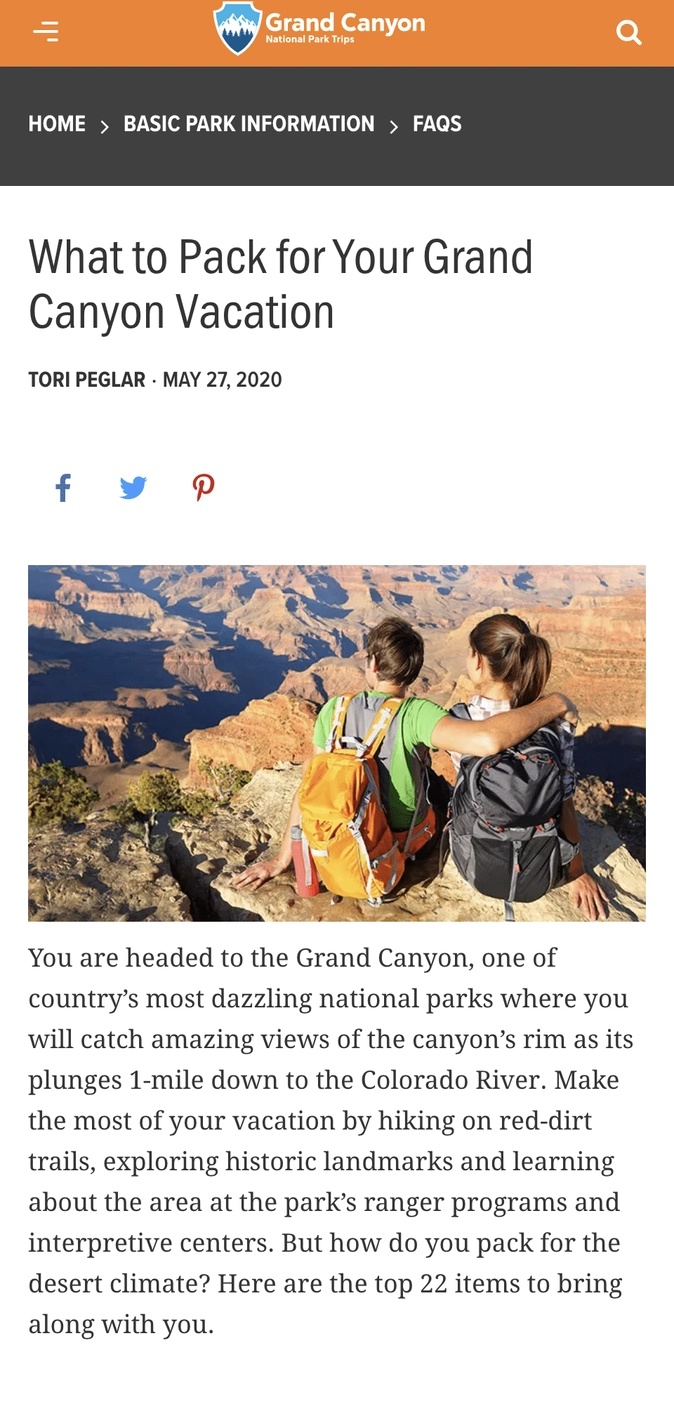 Grand Canyon
National Park Trips
HOME > BASIC PARK INFORMATION > FAQS
What to Pack for Your Grand
Canyon Vacation
TORI PEGLAR · MAY 27, 2020
You are headed to the Grand Canyon, one of
country’s most dazzling national parks where you
will catch amazing views of the canyon’s rim as its
plunges 1-mile down to the Colorado River. Make
the most of your vacation by hiking on red-dirt
trails, exploring historic landmarks and learning
about the area at the park’s ranger programs and
interpretive centers. But how do you pack for the
desert climate? Here are the top 22 items to bring
along with you.